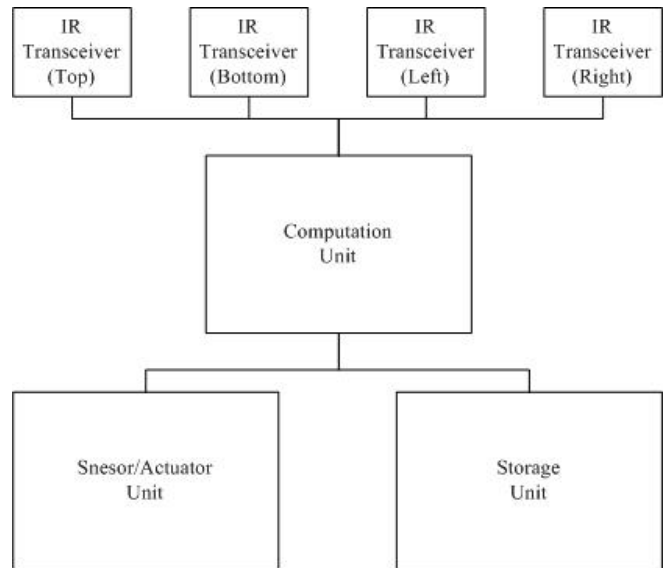 IR
Transceiver
(Top)
IR
Transceiver
(Bottom)
IR
Transceiver
(Left)
IR
Transceiver
(Right)
Computation
Unit
Snesor/Actuator
Unit
Storage
Unit